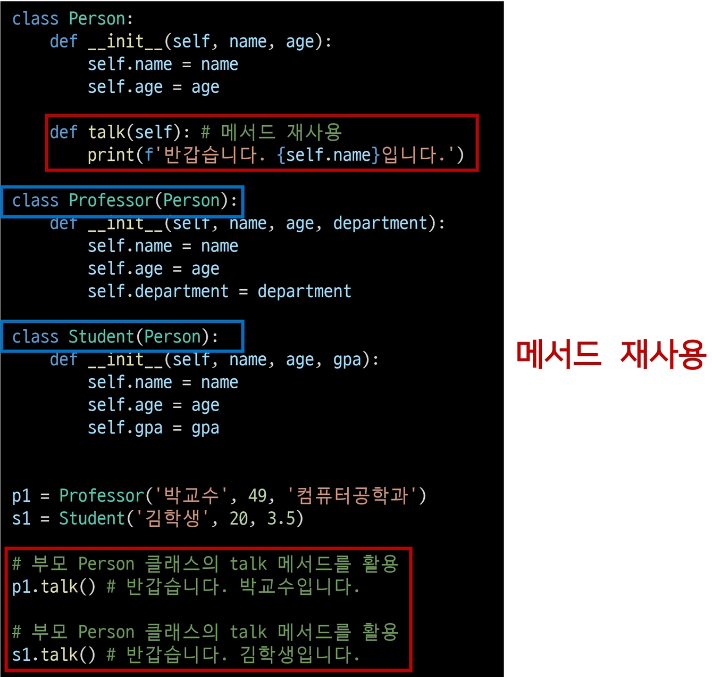 class Person:
    def __init__(self, name, age):
        self.name = name
        self.age = age

    def talk(self): # 메서드 재사용
        print(f'반갑습니다. {self.name}입니다.')

class Professor(Person):
    def __init__(self, name, age, department):
        self.name = name
        self.age = age
        self.department = department

class Student(Person):
    def __init__(self, name, age, gpa):
        self.name = name
        self.age = age
        self.gpa = gpa

p1 = Professor('박교수', 49, '컴퓨터공학과')
s1 = Student('김학생', 20, 3.5)

# 부모 Person 클래스의 talk 메서드를 활용
p1.talk() # 반갑습니다. 박교수입니다.

# 부모 Person 클래스의 talk 메서드를 활용
s1.talk() # 반갑습니다. 김학생입니다.

메서드 재사용